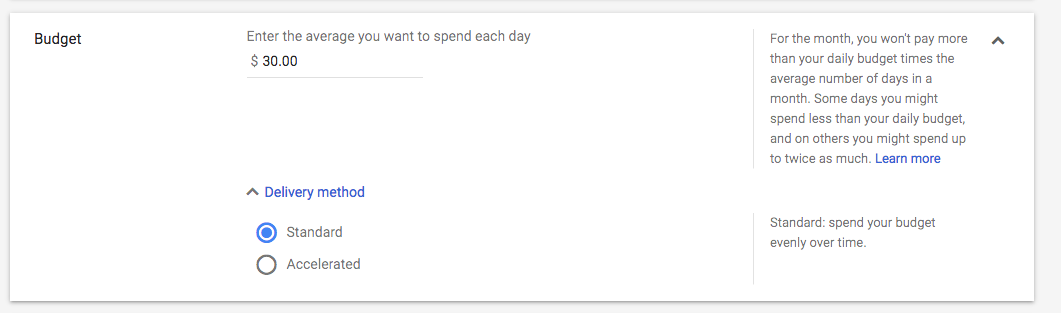 Budget
Enter the average you want to spend each day
$ 30.00
For the month, you won't pay more
than your daily budget times the
average number of days in a
month. Some days you might
spend less than your daily budget,
and on others you might spend up
to twice as much. Learn more
Delivery method
Standard
Accelerated
Standard: spend your budget
evenly over time.